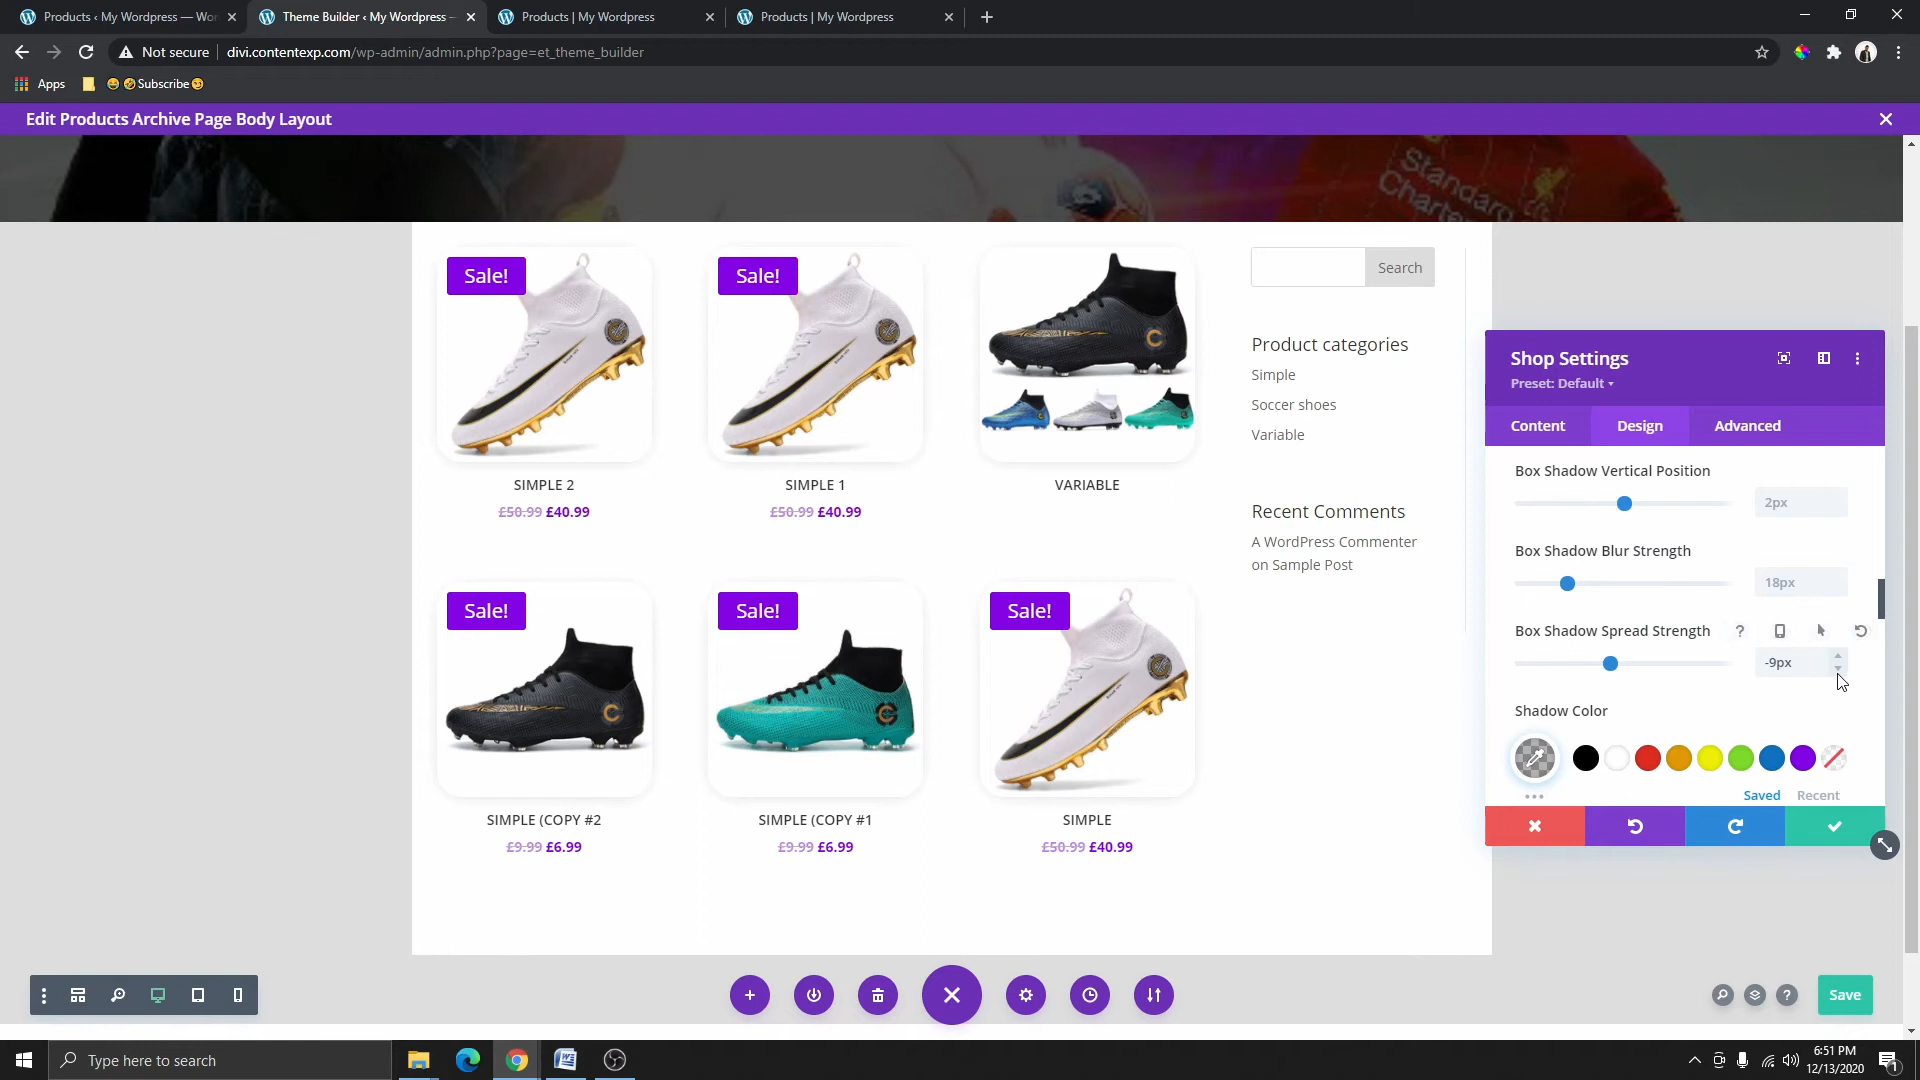 Products ‹ My Wordpress — Wor
Theme Builder ‹ My Wordpress —
Products | My Wordpress
Products | My Wordpress
Not secure
divi.contentexp.com/wp-admin/admin.php?page=et_theme_builder
Apps
😄🤣Subscribe😏
Edit Products Archive Page Body Layout
Standard
Charte
Sale!
Sale!
Search
SIMPLE 2
SIMPLE 1
VARIABLE
£50.99 £40.99
£50.99 £40.99
Product categories
Simple
Soccer shoes
Variable
Recent Comments
A WordPress Commenter
on Sample Post
Sale!
Sale!
Sale!
SIMPLE (COPY #2
SIMPLE (COPY #1
SIMPLE
£9.99 £6.99
£9.99 £6.99
£50.99 £40.99
Shop Settings
Preset: Default
Content
Design
Advanced
Box Shadow Vertical Position
2px
Box Shadow Blur Strength
18px
Box Shadow Spread Strength
?
-9px
Shadow Color
Saved
Recent
?
Save
Type here to search
6:51 PM
12/13/2020
1